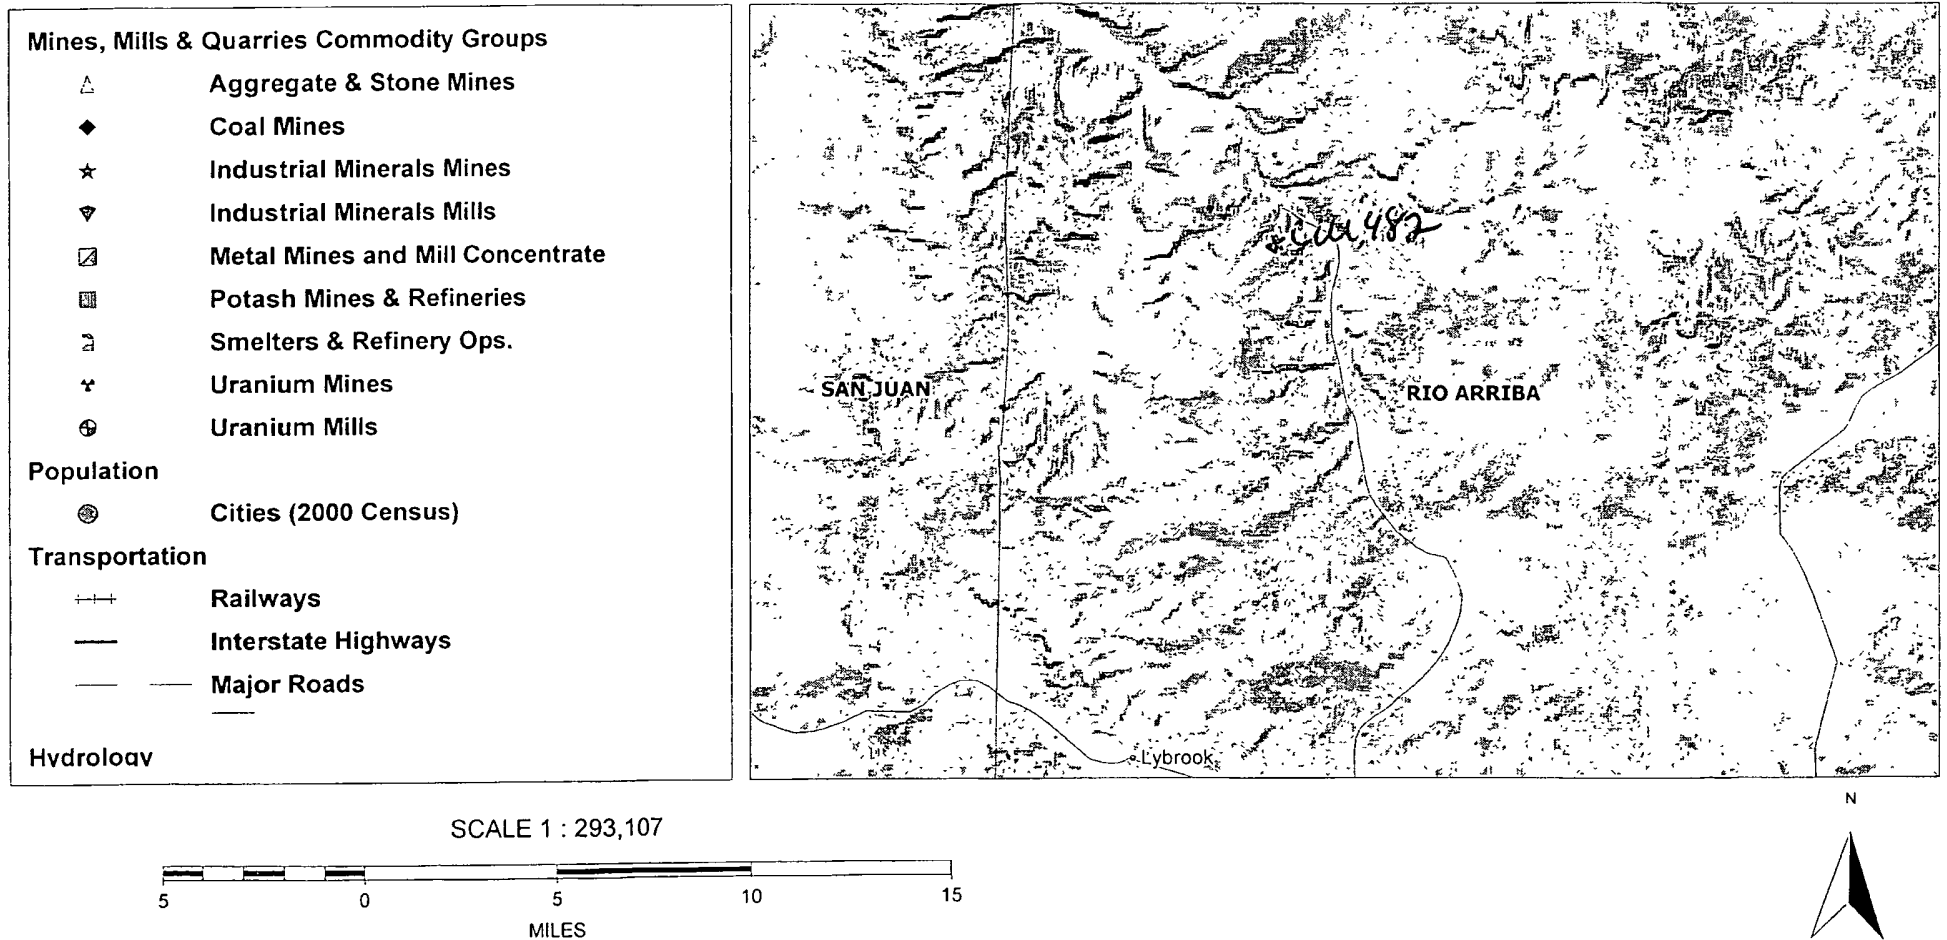 Mines, Mills & Quarries Commodity Groups
Aggregate & Stone Mines
Coal Mines
Industrial Minerals Mines
Industrial Minerals Mills
Metal Mines and Mill Concentrate
Potash Mines & Refineries
Smelters & Refinery Ops.
Uranium Mines
Uranium Mills
Population
Cities (2000 Census)
Transportation
Railways
Interstate Highways
Major Roads
Hydrology
482
SAN JUAN
RIO ARRIBA
Lybrook
SCALE 1 : 293,107
5 0 5 10 15
MILES
N